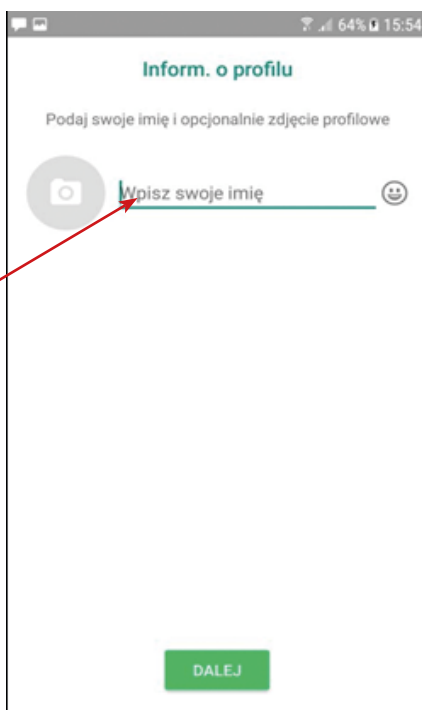 64% 15:54
Inform. o profilu
Podaj swoje imię i opcjonalnie zdjęcie profilowe
Wpisz swoje imię
DALEJ